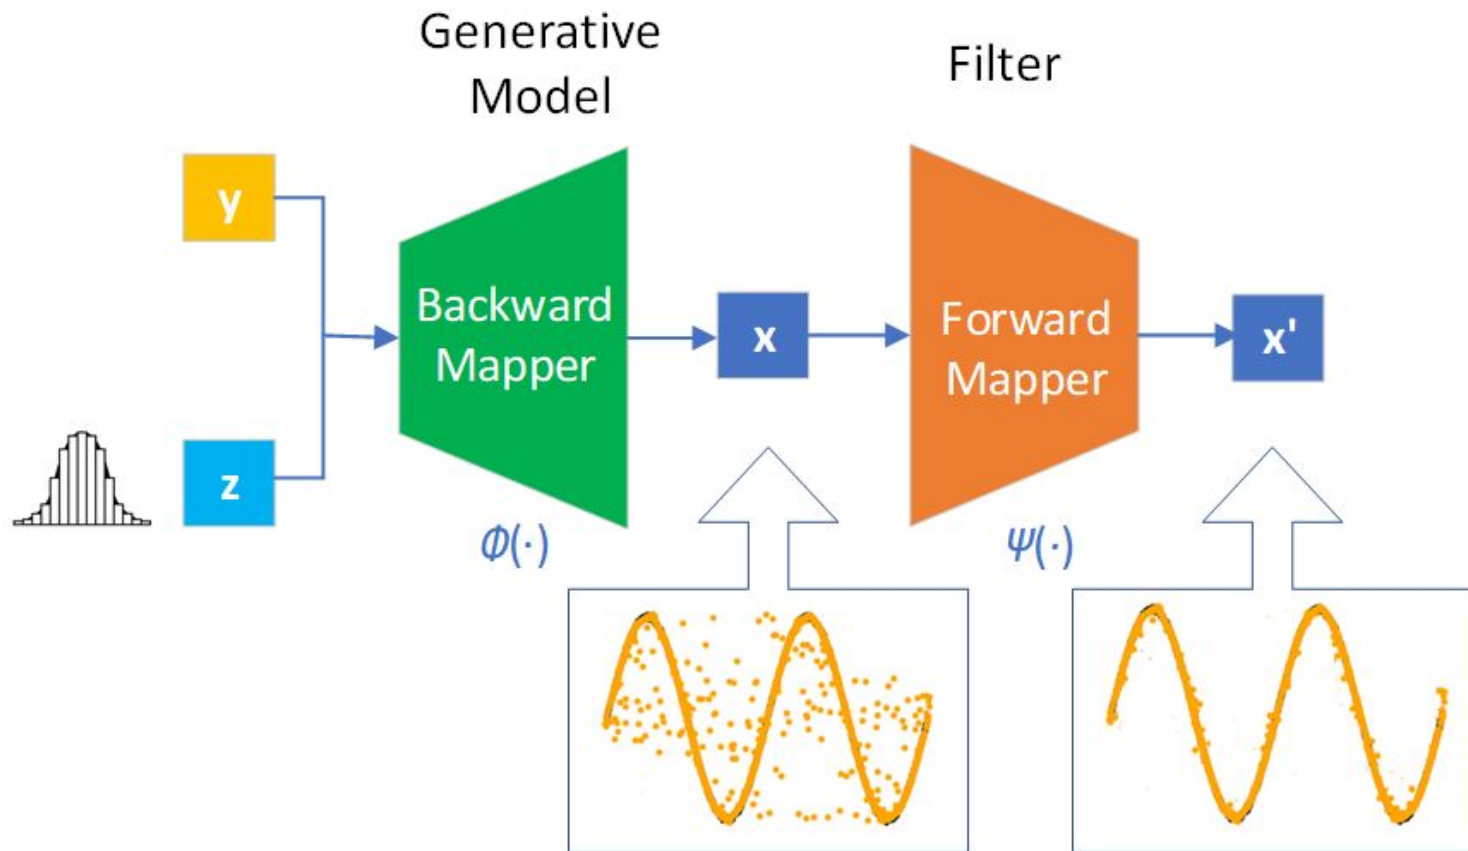 Generative
Model
Filter
y
z
Backward
Mapper
x
Forward
Mapper
x'
Φ(·)
Ψ(·)